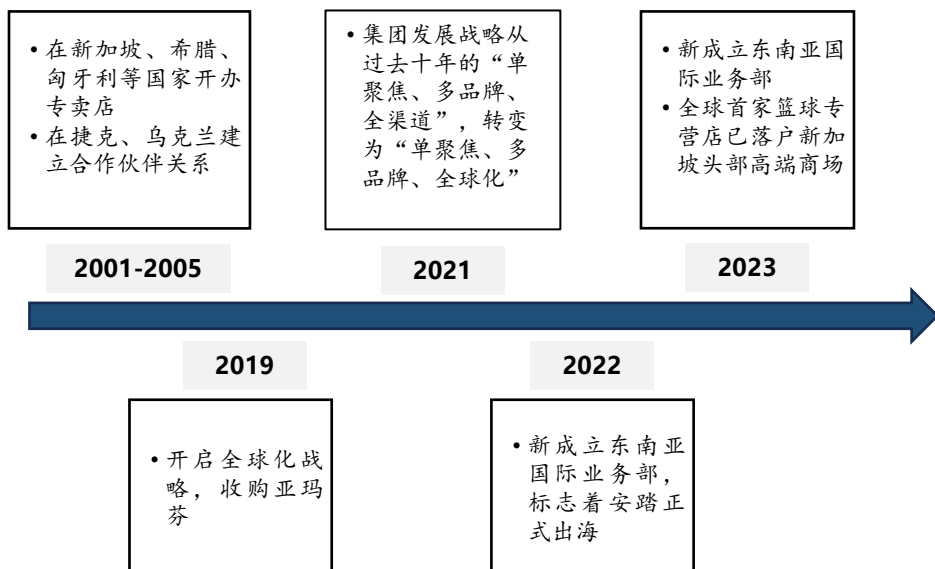 • 在新加坡、希腊、
匈牙利等国家开办
专卖店
• 在捷克、乌克兰建
立合作伙伴关系
2001-2005
• 集团发展战略从
过去十年的“单
聚焦、多品牌、
全渠道”，转变
为“单聚焦、多
品牌、全球化”
2021
• 新成立东南亚国
际业务部
• 全球首家篮球专
营店已落户新加
坡头部高端商场
2023
2019
• 开启全球化战
略，收购亚玛
芬
2022
• 新成立东南亚
国际业务部，
标志着安踏正
式出海